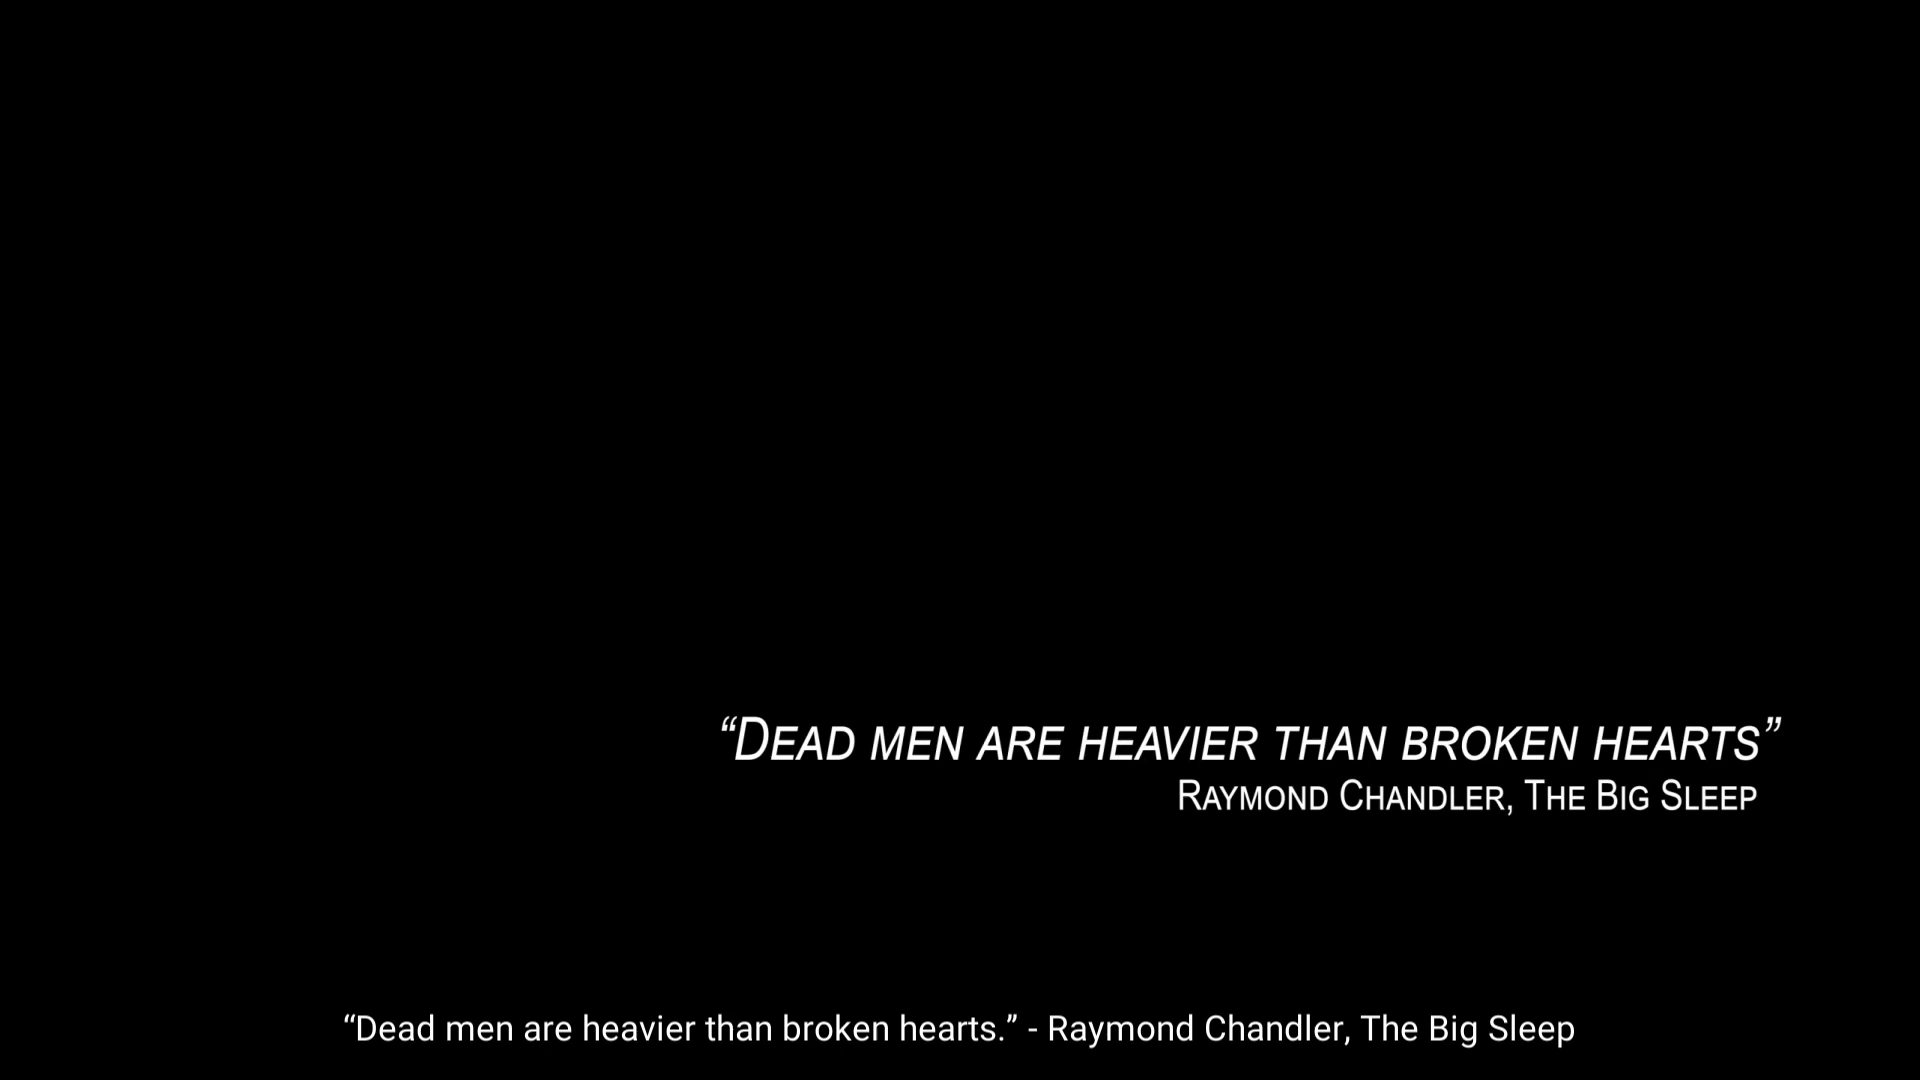 “Dead men are heavier than broken hearts”
Raymond Chandler, The Big Sleep
“Dead men are heavier than broken hearts.” - Raymond Chandler, The Big Sleep